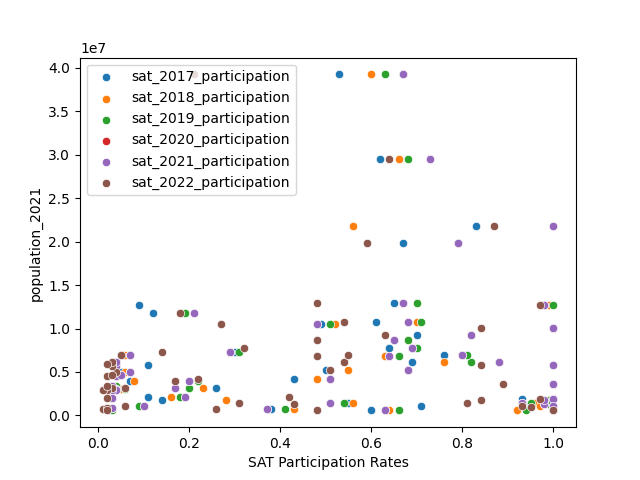 1e7
4.0
3.5
3.0
2.5
2.0
1.5
1.0
0.5
0.0
population_2021
sat_2017_participation
sat_2018_participation
sat_2019_participation
sat_2020_participation
sat_2021_participation
sat_2022_participation
0.0 0.2 0.4 0.6 0.8 1.0
SAT Participation Rates